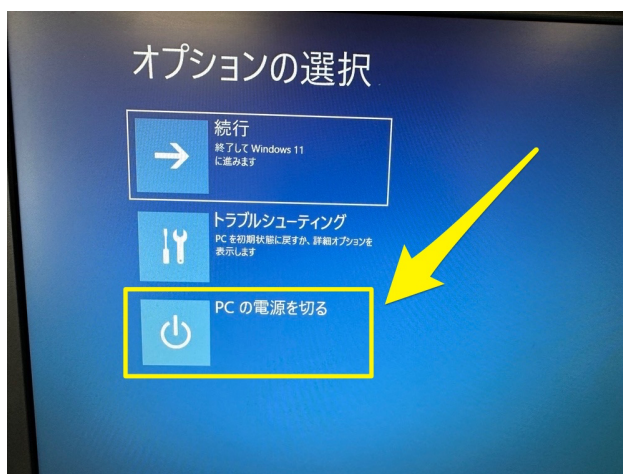 オプションの選択
続行
終了して Windows 11
に進みます
トラブルシューティング
PC を初期状態に戻すか、詳細オプションを
表示します
PC の電源を切る